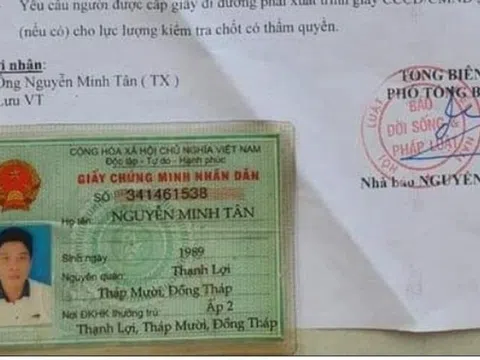 Yêu cầu người được cấp giấy đi đường phải xuất trình giấy CCCD/CMND
(nếu có) cho lực lượng kiểm tra chốt có thẩm quyền.
nhận:
Ông Nguyễn Minh Tân ( TX )
Lưu VT
TỔNG BIÊN
PHÓ TỔNG B
BÁO
ĐỜI SỐNG &
PHÁP LUẬT
Nhà báo NGUYỄN
CỘNG HÒA XÃ HỘI CHỦ NGHĨA VIỆT NAM
Độc lập - Tự do - Hạnh phúc
GIẤY CHỨNG MINH NHÂN DÂN
SỐ 341461538
Họ tên: NGUYỄN MINH TÂN
Sinh ngày 1989
Nguyên quán: Thạnh Lợi
Tháp Mười, Đồng Tháp
Nơi ĐKHK thường trú: Ấp 2
Thạnh Lợi, Tháp Mười, Đồng Tháp